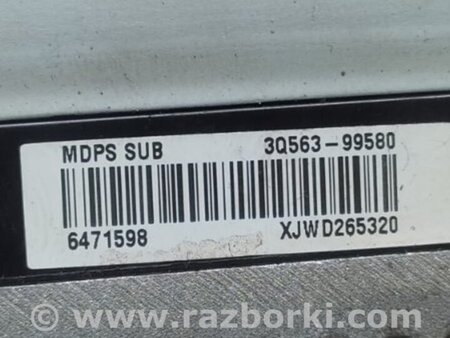 MDPS SUB 3Q563-99580
6471598 XJWD265320
www.razborki.com